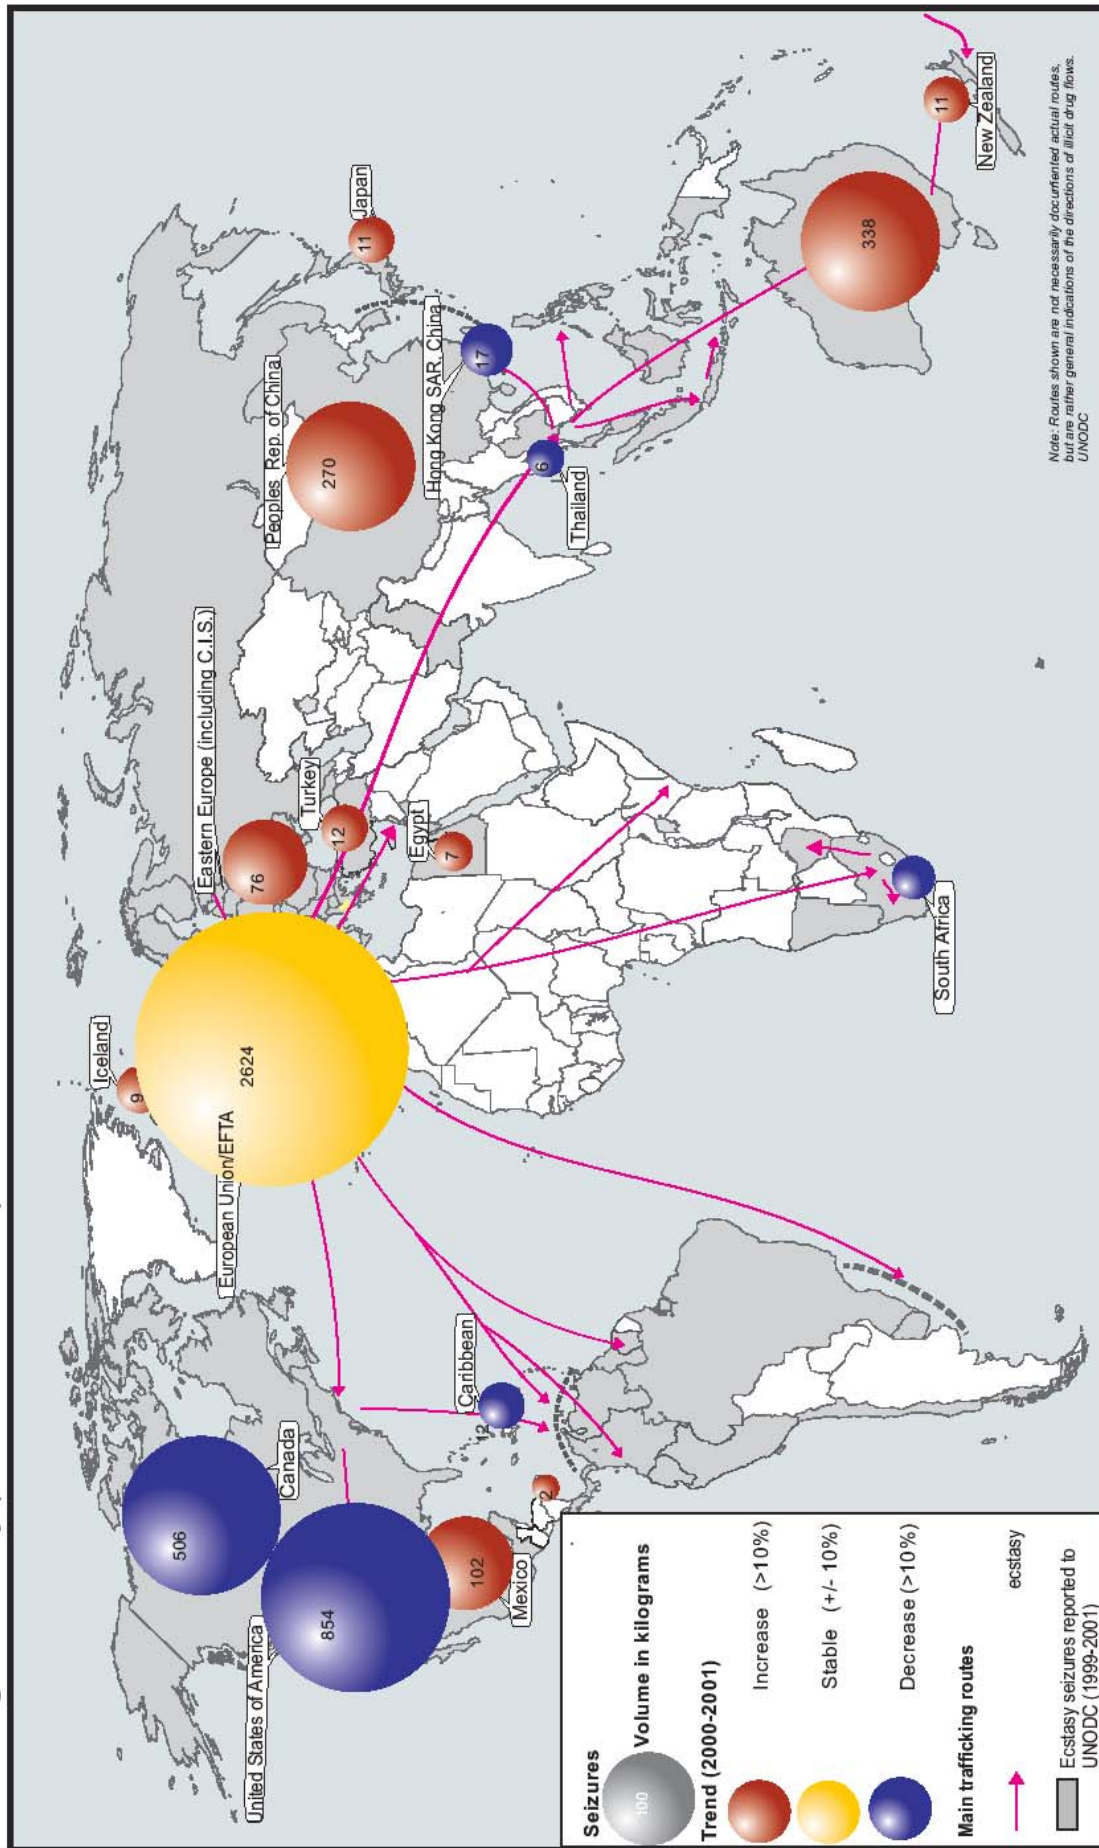 Iceland
9
Eastern Europe (including C.I.S.)
76
European Union/EFTA
2624
Turkey
12
Egypt
7
Peoples Rep. of China
270
Japan
11
Hong Kong SAR, China
17
Thailand
6
338
New Zealand
11
South Africa
Canada
506
United States of America
854
Mexico
102
Caribbean
12
2
Seizures
100
Volume in kilograms
Trend (2000-2001)
Increase (>10%)
Stable (+/- 10%)
Decrease (>10%)
Main trafficking routes
ecstasy
Ecstasy seizures reported to
UNODC (1999-2001)
Note: Routes shown are not necessarily documented actual routes,
but are rather general indications of the directions of illicit drug flows.
UNODC